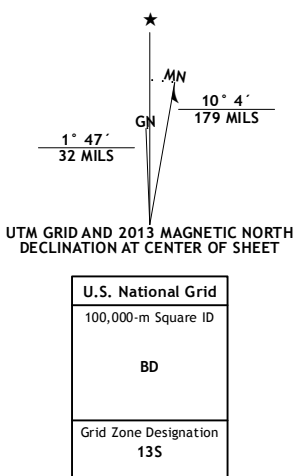 ★
MN
GN
10° 4´
179 MILS
1° 47´
32 MILS
UTM GRID AND 2013 MAGNETIC NORTH
DECLINATION AT CENTER OF SHEET
U.S. National Grid
100,000-m Square ID
BD
Grid Zone Designation
13S